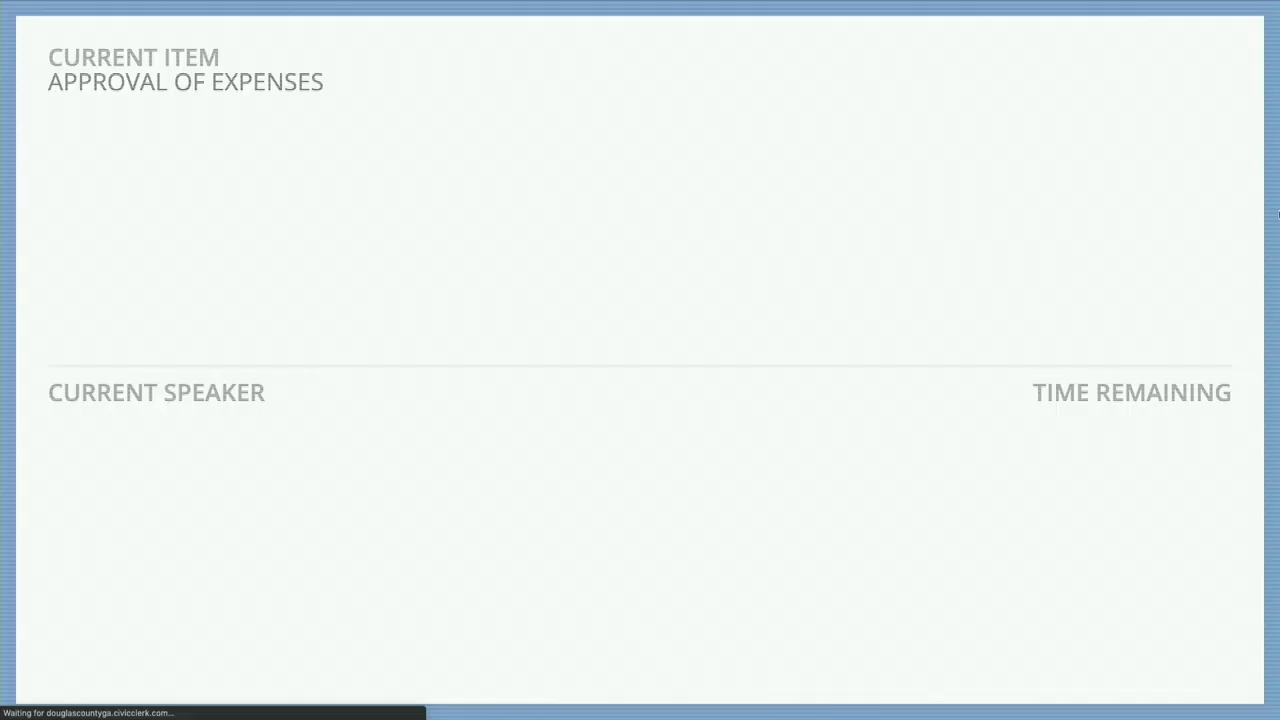 CURRENT ITEM
APPROVAL OF EXPENSES
CURRENT SPEAKER
TIME REMAINING
Waiting for douglascountyga.civicclerk.com...